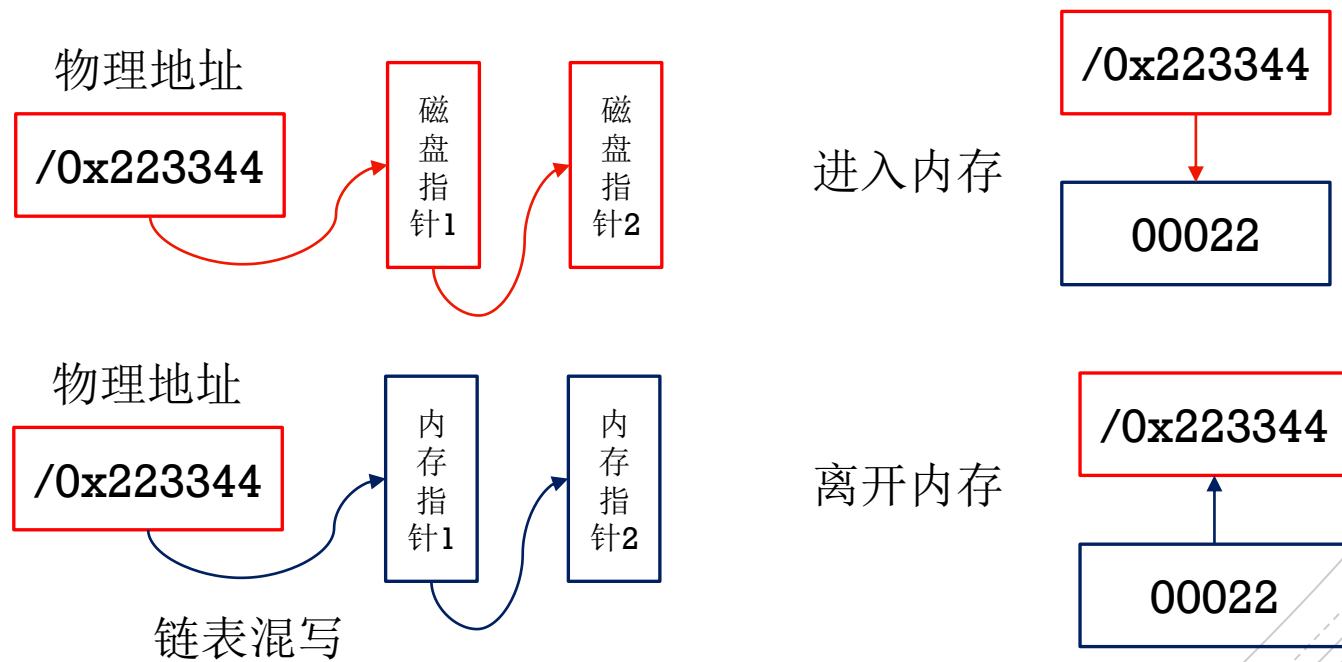 物理地址
/0x223344
磁
盘
指
针1
磁
盘
指
针2
进入内存
/0x223344
00022
物理地址
/0x223344
内
存
指
针1
内
存
指
针2
链表混写
离开内存
/0x223344
00022